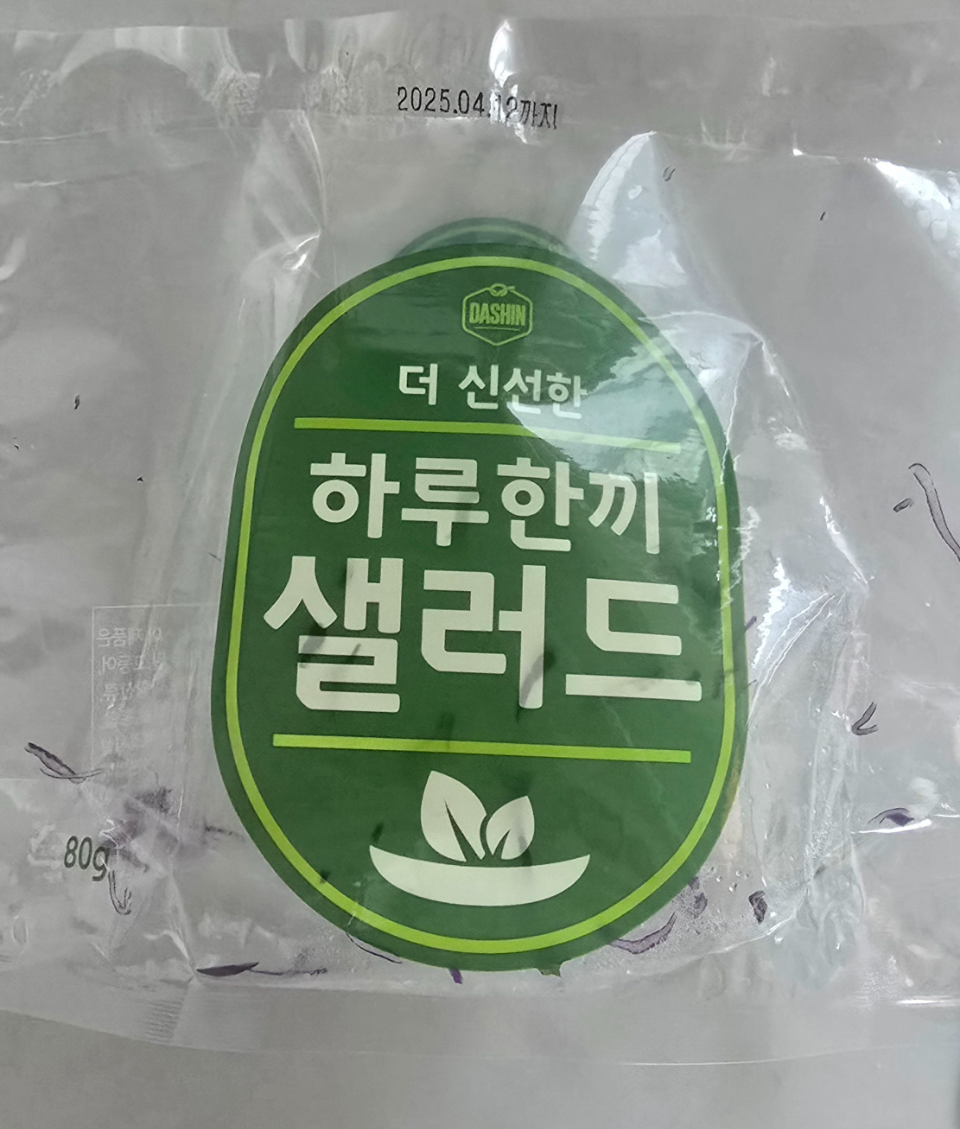 2025.04.12까지
DASHIN
더 신선한
하루한끼
샐러드
80g